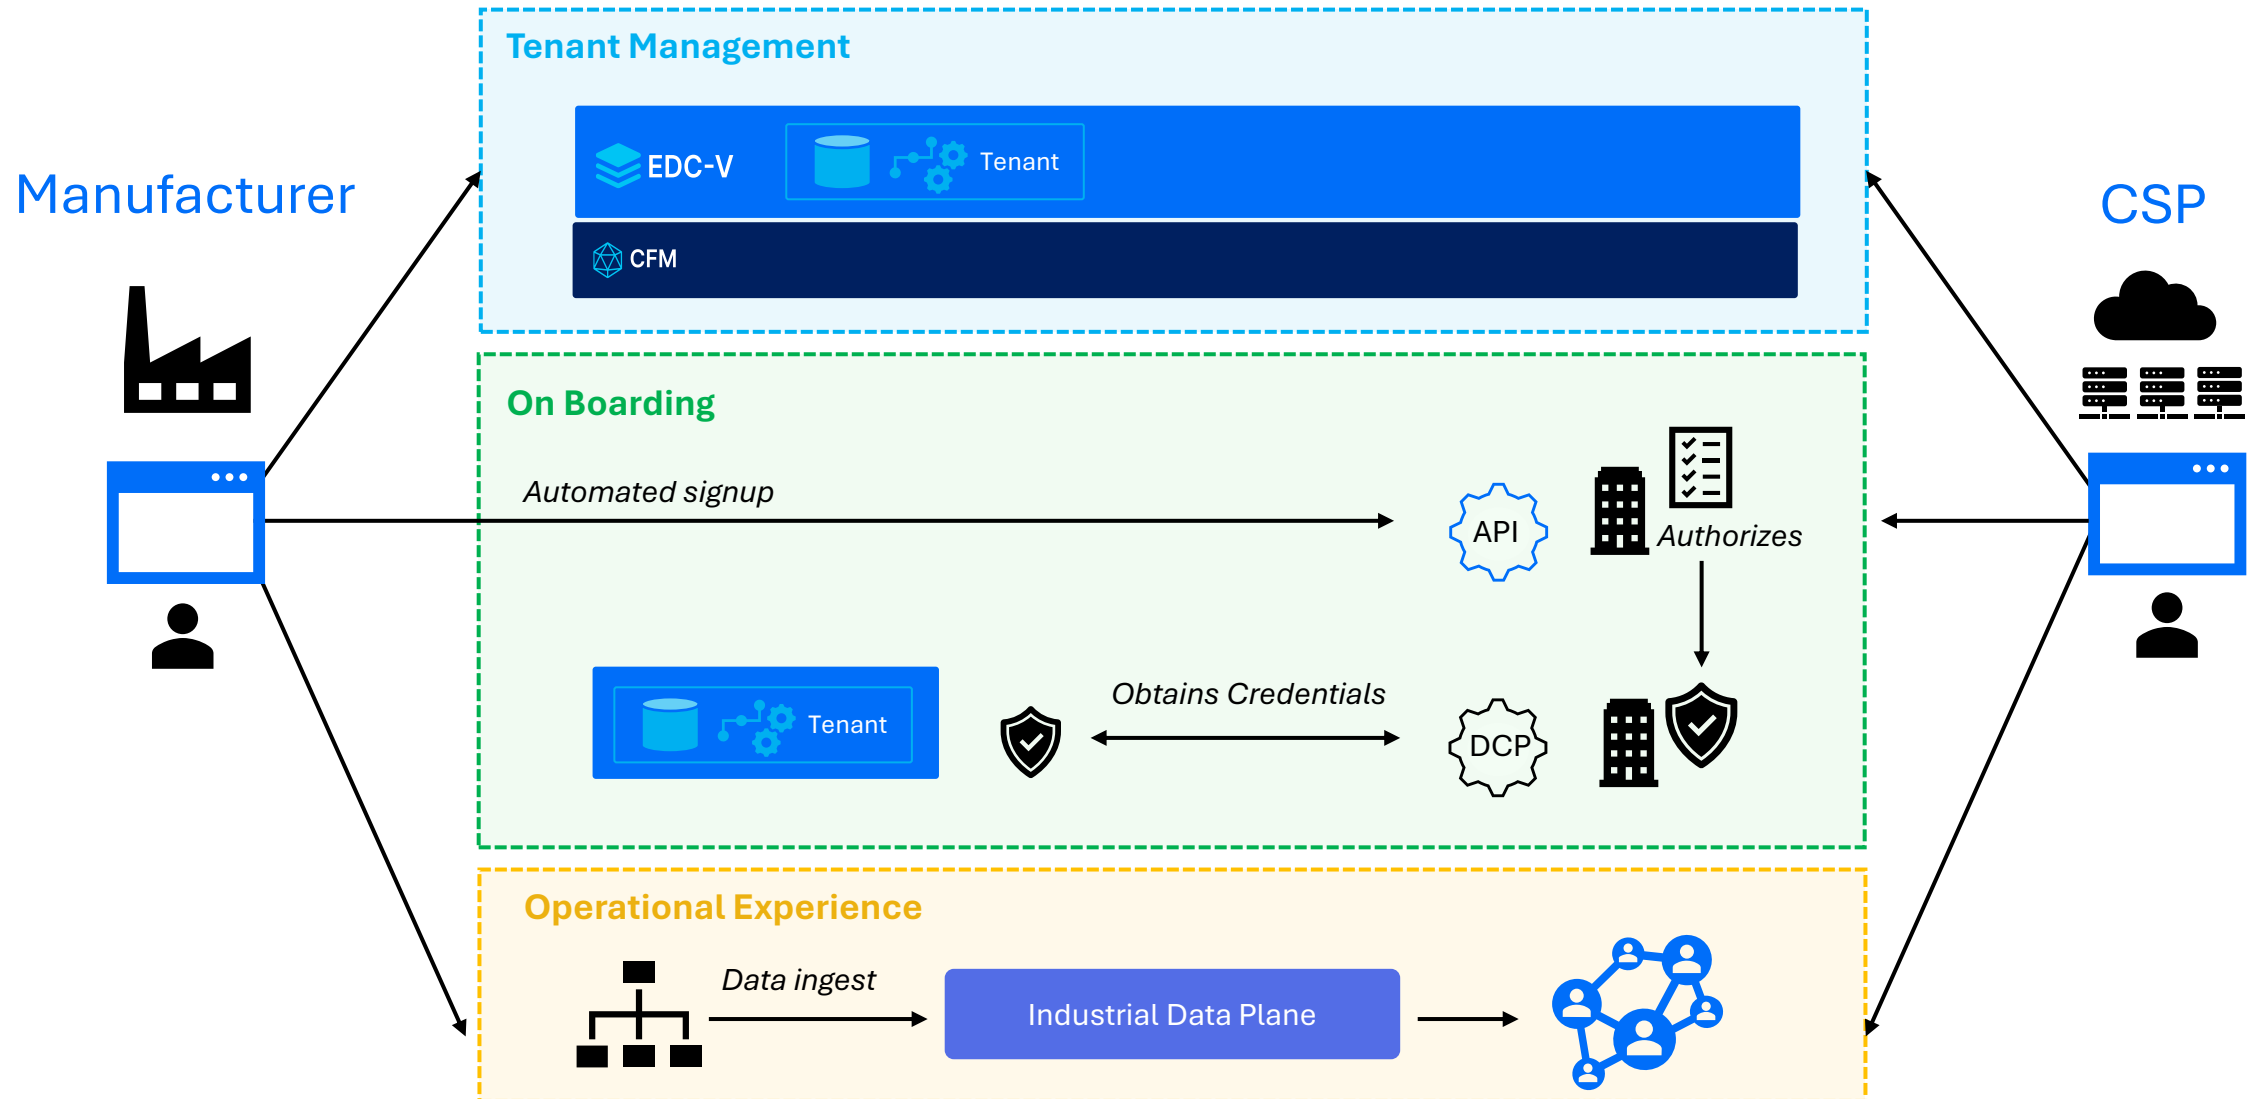 Tenant Management
EDC-V
Tenant
CFM
Manufacturer
CSP
On Boarding
Automated signup
API
Authorizes
Tenant
Obtains Credentials
DCP
Operational Experience
Data ingest
Industrial Data Plane